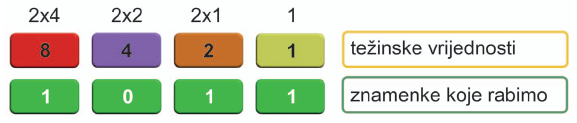 2x4 2x2 2x1 1
8 4 2 1 težinske vrijednosti
1 0 1 1 znamenke koje rabimo